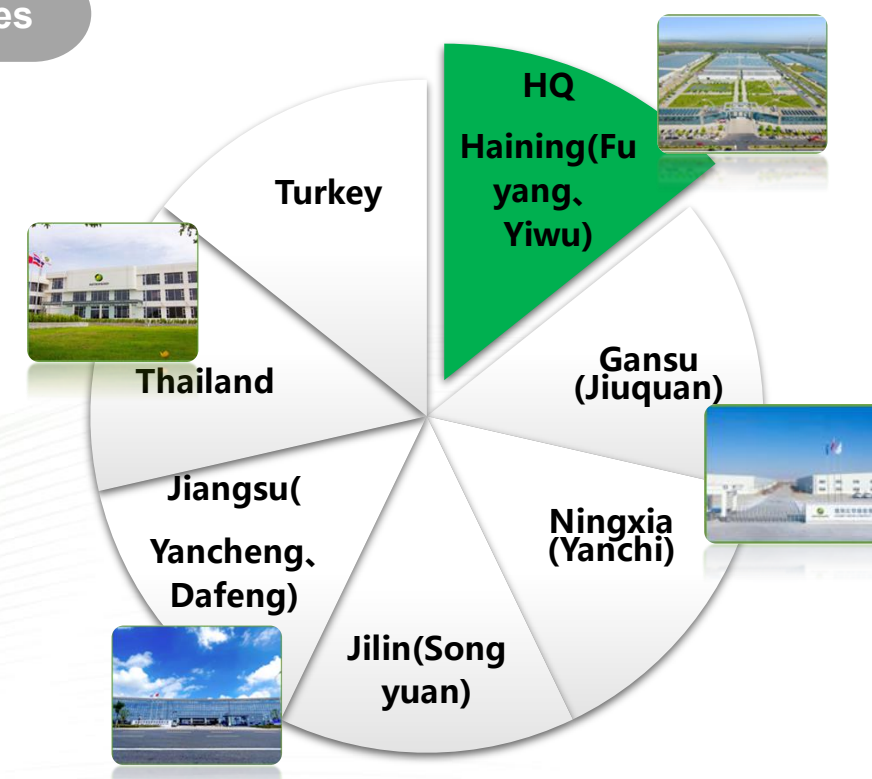 es
HQ
Haining(Fu
yang、
Yiwu)
Turkey
Gansu
(Jiuquan)
Thailand
Jiangsu(
Yancheng、
Dafeng)
Ningxia
(Yanchi)
Jilin(Song
yuan)